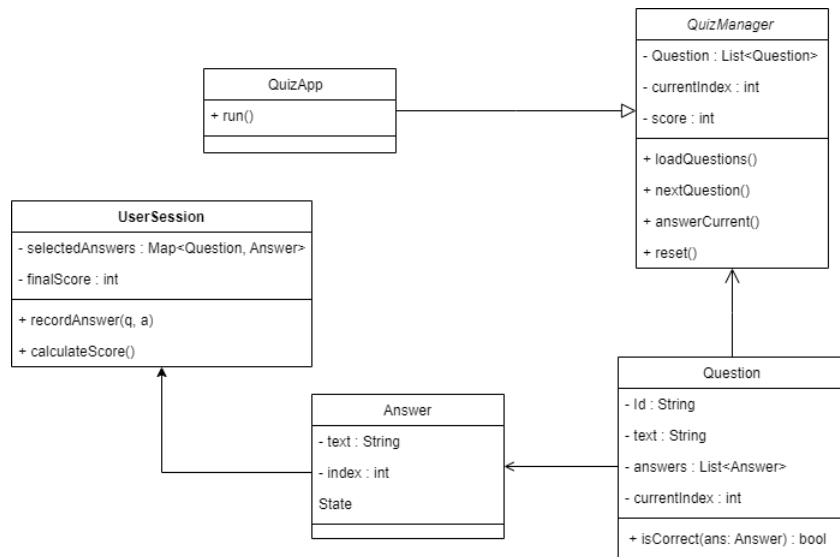 QuizManager
- Question : List<Question>
- currentIndex : int
- score : int
+ loadQuestions()
+ nextQuestion()
+ answerCurrent()
+ reset()
QuizApp
+ run()
UserSession
- selectedAnswers : Map<Question, Answer>
- finalScore : int
+ recordAnswer(q, a)
+ calculateScore()
Answer
- text : String
- index : int
State
Question
- Id : String
- text : String
- answers : List<Answer>
- currentIndex : int
+ isCorrect(ans: Answer) : bool